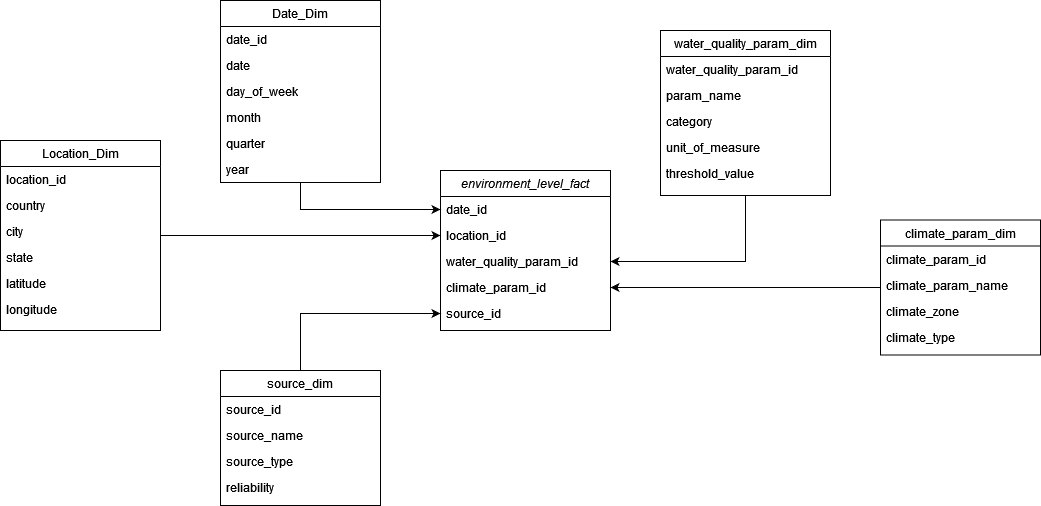 Date_Dim
date_id
date
day_of_week
month
quarter
year
water_quality_param_dim
water_quality_param_id
param_name
category
unit_of_measure
threshold_value
Location_Dim
location_id
country
city
state
latitude
longitude
environment_level_fact
date_id
location_id
water_quality_param_id
climate_param_id
source_id
climate_param_dim
climate_param_id
climate_param_name
climate_zone
climate_type
source_dim
source_id
source_name
source_type
reliability